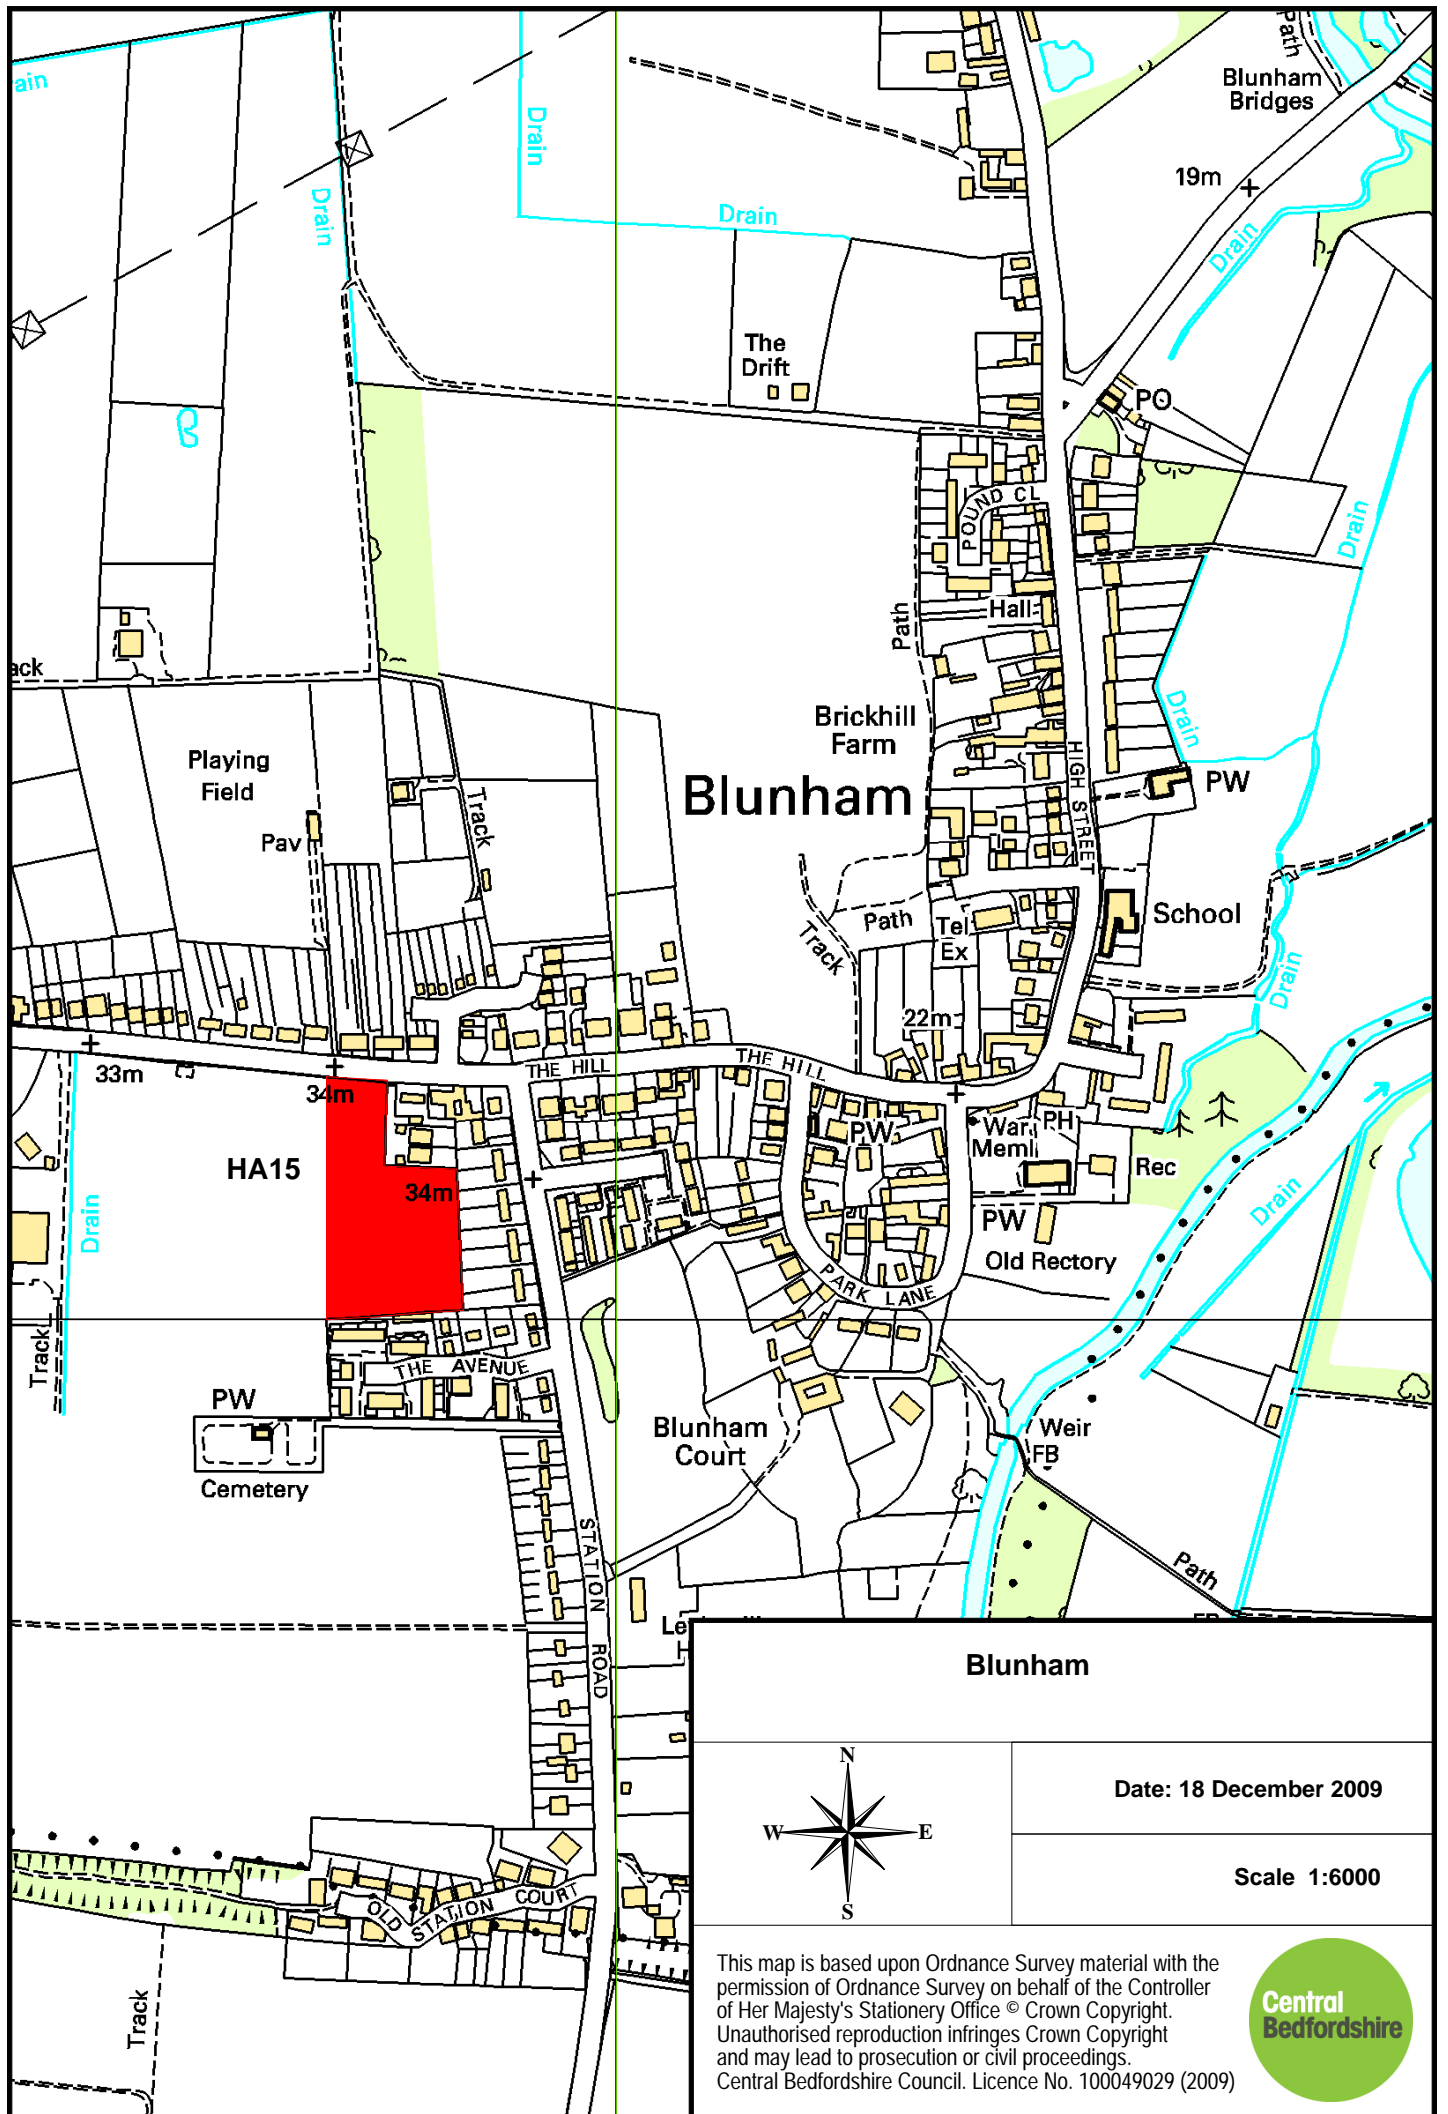 Path
Blunham
Bridges
ain
Drain
19m
Drain
Drain
Drain
The
Drift
PO
POUND CL
Drain
Hall
Path
ack
Drain
Brickhill
Farm
Playing
Field
HIGH STREET
PW
Blunham
Track
Pav
School
Path
Tel
Ex
Track
Drain
22m
THE HILL
THE HILL
33m
34m
PW
War
Meml
PH
HA15
Rec
34m
Drain
Drain
PW
Old Rectory
PARK LANE
Track
THE AVENUE
PW
Blunham
Court
Weir
FB
Cemetery
STATION ROAD
Path
OLD STATION COURT
Track
Blunham
N
W
E
S
Date: 18 December 2009
Scale 1:6000
This map is based upon Ordnance Survey material with the
permission of Ordnance Survey on behalf of the Controller
of Her Majesty's Stationery Office © Crown Copyright.
Unauthorised reproduction infringes Crown Copyright
and may lead to prosecution or civil proceedings.
Central Bedfordshire Council. Licence No. 100049029 (2009)
Central
Bedfordshire